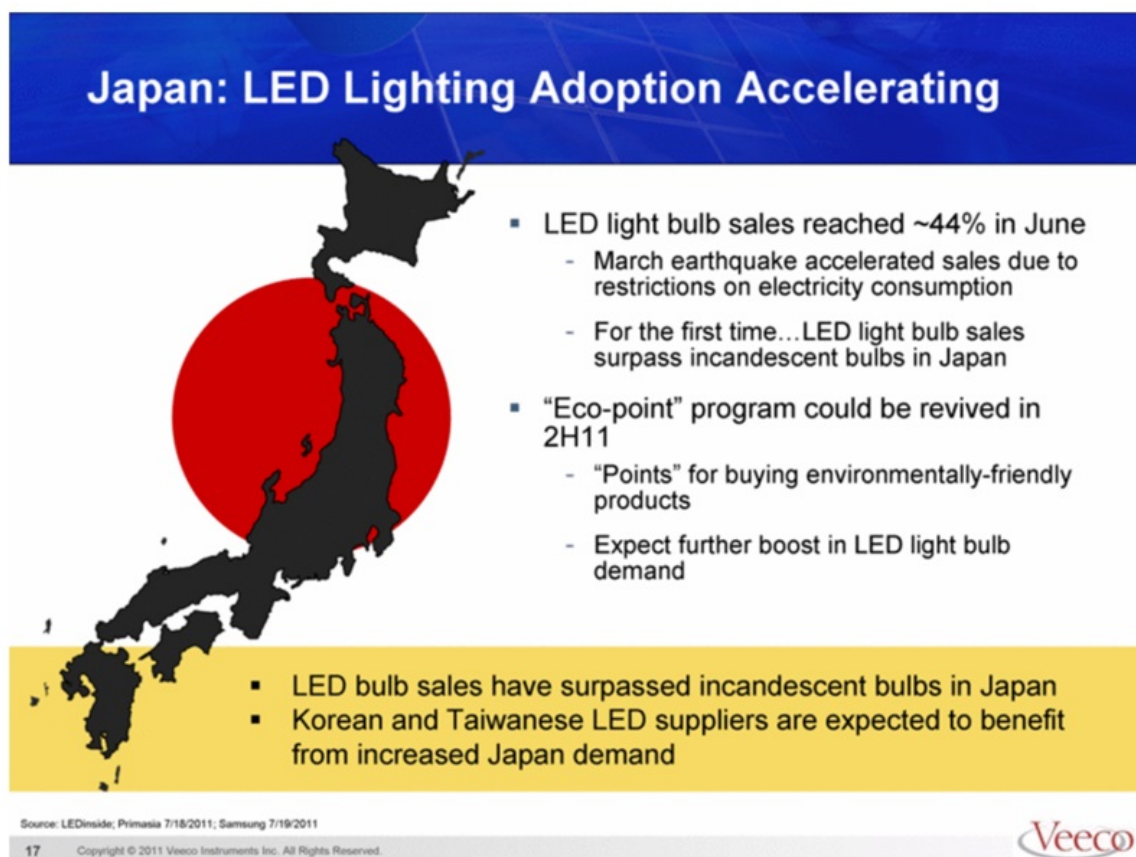 Japan: LED Lighting Adoption Accelerating
▪ LED light bulb sales reached ~44% in June
- March earthquake accelerated sales due to
restrictions on electricity consumption
- For the first time…LED light bulb sales
surpass incandescent bulbs in Japan
▪ “Eco-point” program could be revived in
2H11
- “Points” for buying environmentally-friendly
products
- Expect further boost in LED light bulb
demand
▪ LED bulb sales have surpassed incandescent bulbs in Japan
▪ Korean and Taiwanese LED suppliers are expected to benefit
from increased Japan demand
Source: LEDinside; Primasia 7/18/2011; Samsung 7/19/2011
17 Copyright © 2011 Veeco Instruments Inc. All Rights Reserved.
Veeco